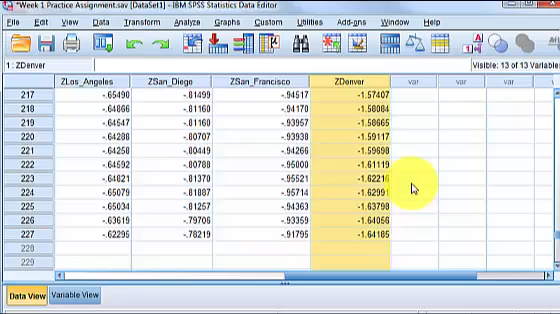 *Week 1 Practice Assignment.sav [DataSet1] - IBM SPSS Statistics Data Editor
File Edit View Data Transform Analyze Graphs Custom Utilities Add-ons Window Help
1 : ZDenver Visible: 13 of 13 Variable
ZLos_Angeles ZSan_Diego ZSan_Francisco ZDenver var var var
217 -.65490 -.81499 -.94517 -1.57407
218 -.64866 -.81160 -.94170 -1.58084
219 -.64547 -.81160 -.93957 -1.58665
220 -.64288 -.80707 -.93938 -1.59117
221 -.64258 -.80449 -.94266 -1.59698
222 -.64592 -.80788 -.95000 -1.61119
223 -.64821 -.81370 -.95521 -1.62216
224 -.65079 -.81887 -.95714 -1.62991
225 -.65034 -.81257 -.94363 -1.63798
226 -.63619 -.79706 -.93359 -1.64056
227 -.62295 -.78219 -.91795 -1.64185
228
229
Data View Variable View